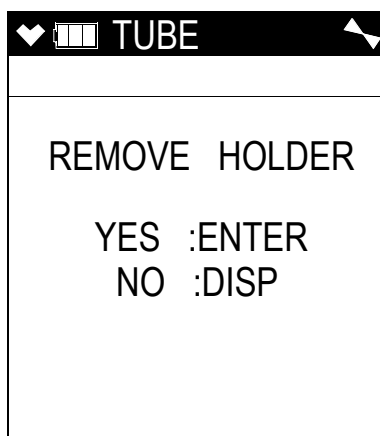 TUBE
REMOVE HOLDER
YES :ENTER
NO :DISP